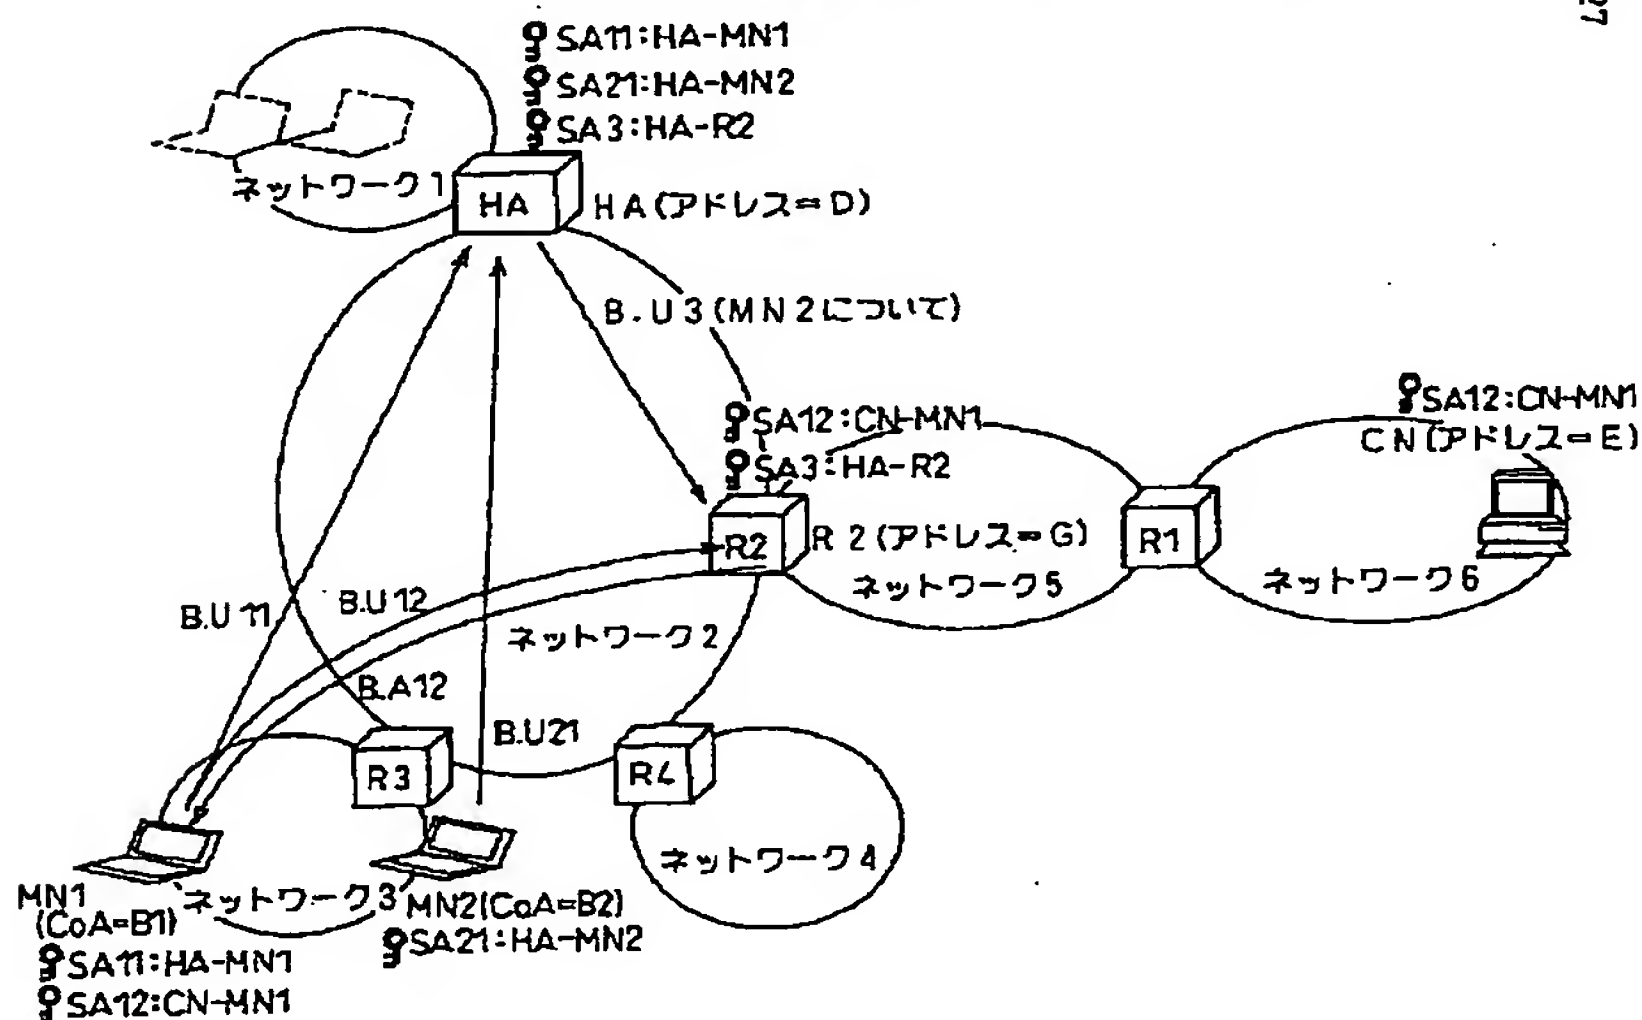 27
SA11:HA-MN1
SA21:HA-MN2
SA3:HA-R2
ネットワーク1
HA
HA(アドレス=D)
B.U3(MN2について)
SA12:CN-MN1
SA12:CN-MN1
CN(アドレス=E)
SA3:HA-R2
R2
R2(アドレス=G)
R1
ネットワーク5
ネットワーク6
B.U11
B.U12
ネットワーク2
B.A12
B.U21
R3
R4
ネットワーク4
MN1
(CoA=B1)
ネットワーク3
MN2(CoA=B2)
SA11:HA-MN1
SA21:HA-MN2
SA12:CN-MN1